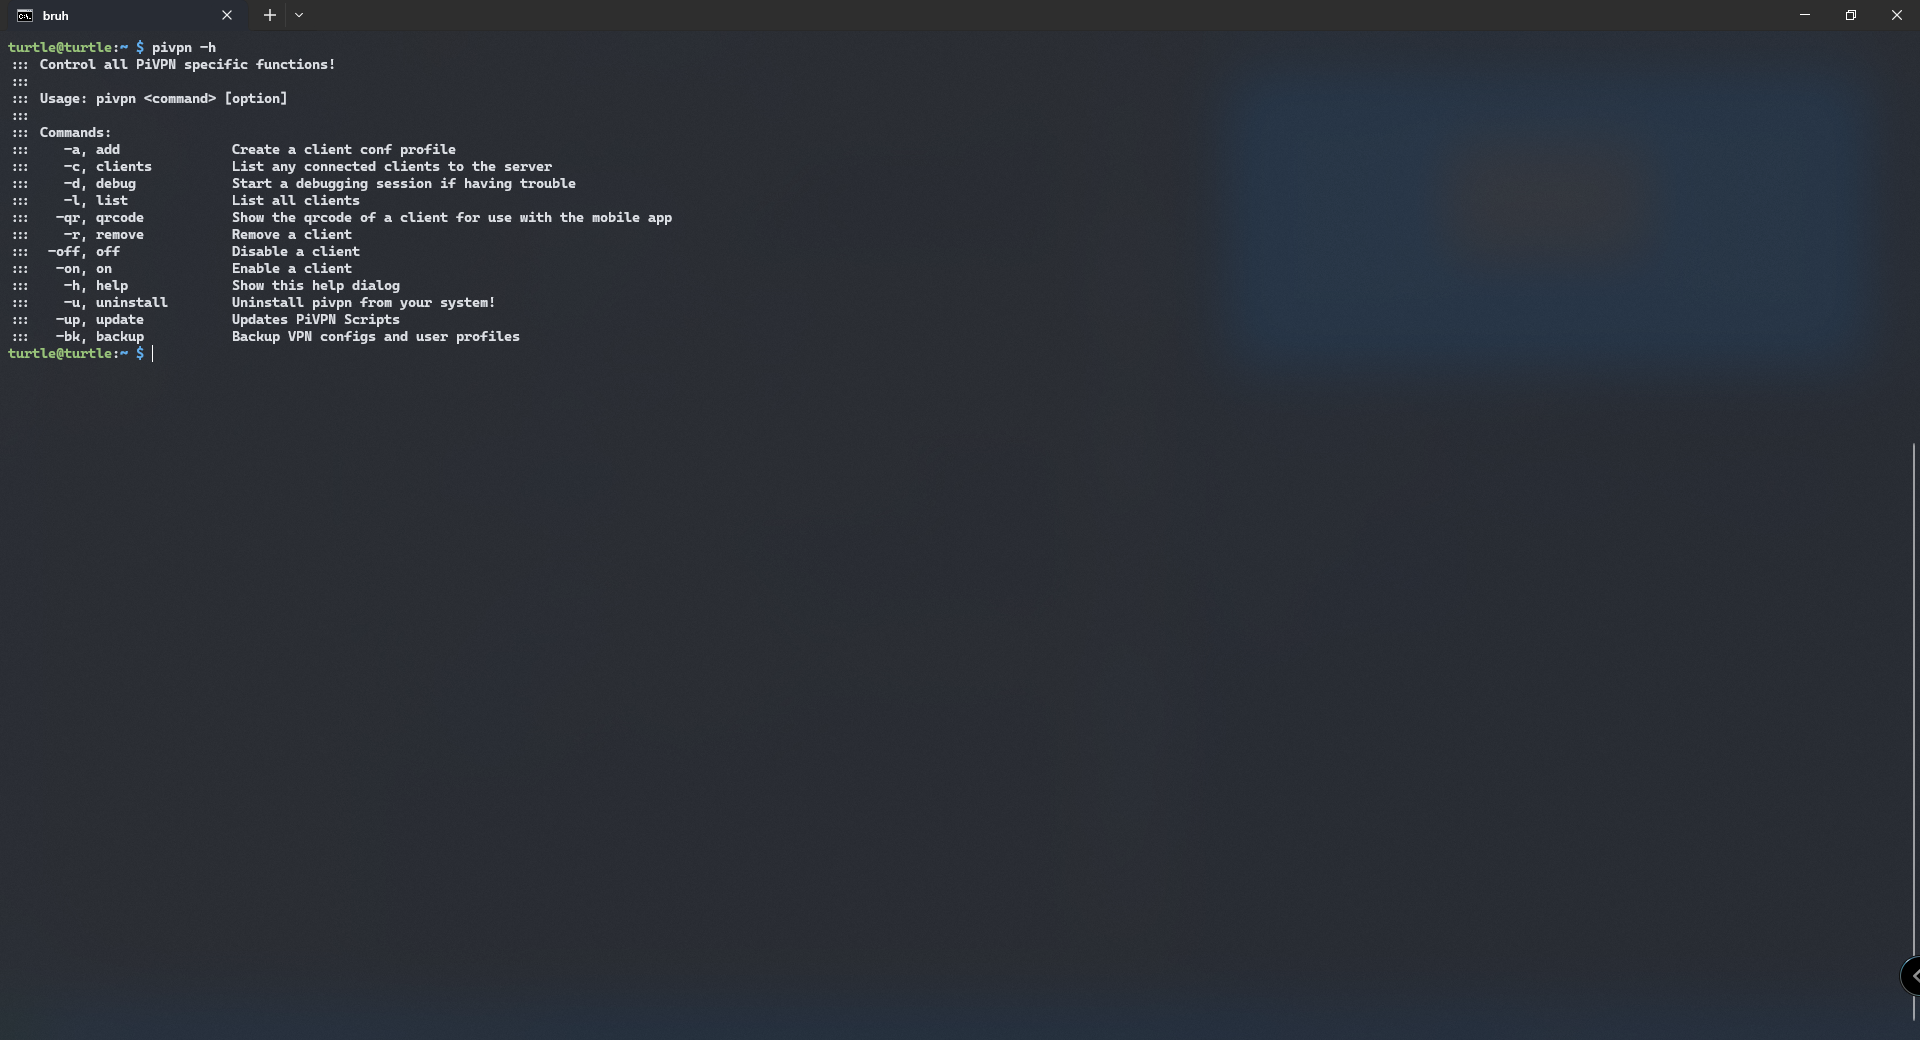 bruh
turtle@turtle:~ $ pivpn -h
::: Control all PiVPN specific functions!
:::
::: Usage: pivpn <command> [option]
:::
::: Commands:
:::    -a, add              Create a client conf profile
:::    -c, clients          List any connected clients to the server
:::    -d, debug            Start a debugging session if having trouble
:::    -l, list             List all clients
:::   -qr, qrcode           Show the qrcode of a client for use with the mobile app
:::    -r, remove           Remove a client
:::  -off, off              Disable a client
:::   -on, on               Enable a client
:::    -h, help             Show this help dialog
:::    -u, uninstall        Uninstall pivpn from your system!
:::   -up, update           Updates PiVPN Scripts
:::   -bk, backup           Backup VPN configs and user profiles
turtle@turtle:~ $